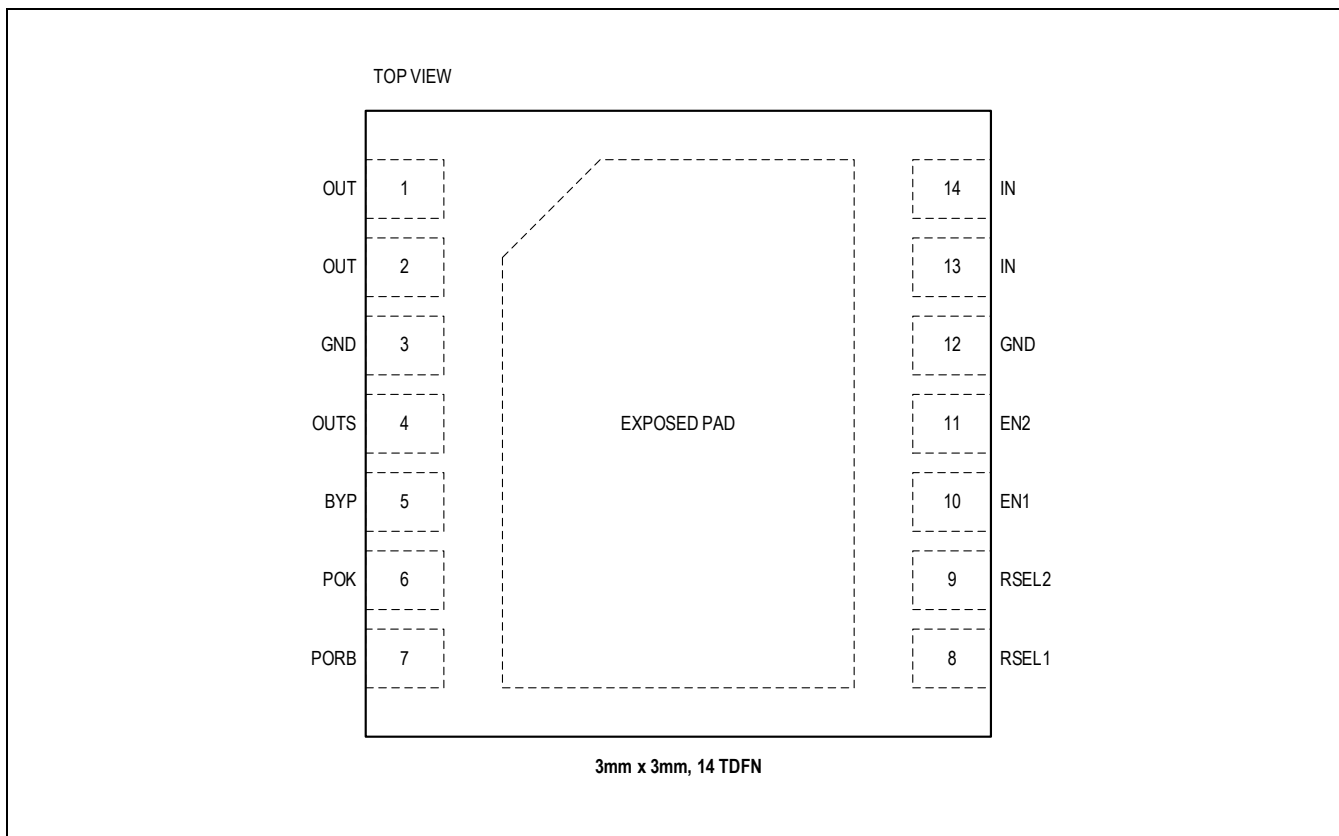 TOP VIEW
OUT 1 14 IN
OUT 2 13 IN
GND 3 12 GND
OUTS 4 EXPOSED PAD 11 EN2
BYP 5 10 EN1
POK 6 9 RSEL2
PORB 7 8 RSEL1
3mm x 3mm, 14 TDFN